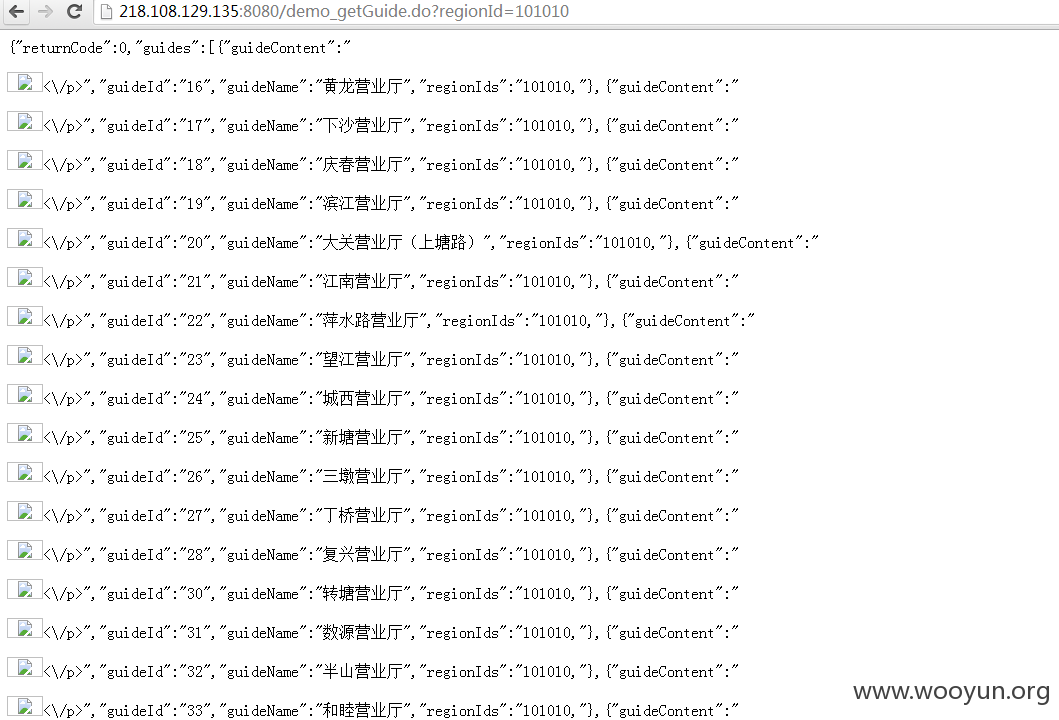 218.108.129.135:8080/demo_getGuide.do?regionId=101010
{"returnCode":0,"guides":[{"guideContent":"
<\/p>","guideId":"16","guideName":"黄龙营业厅","regionIds":"101010,"},{"guideContent":"
<\/p>","guideId":"17","guideName":"下沙营业厅","regionIds":"101010,"},{"guideContent":"
<\/p>","guideId":"18","guideName":"庆春营业厅","regionIds":"101010,"},{"guideContent":"
<\/p>","guideId":"19","guideName":"滨江营业厅","regionIds":"101010,"},{"guideContent":"
<\/p>","guideId":"20","guideName":"大关营业厅（上塘路）","regionIds":"101010,"},{"guideContent":"
<\/p>","guideId":"21","guideName":"江南营业厅","regionIds":"101010,"},{"guideContent":"
<\/p>","guideId":"22","guideName":"萍水路营业厅","regionIds":"101010,"},{"guideContent":"
<\/p>","guideId":"23","guideName":"望江营业厅","regionIds":"101010,"},{"guideContent":"
<\/p>","guideId":"24","guideName":"城西营业厅","regionIds":"101010,"},{"guideContent":"
<\/p>","guideId":"25","guideName":"新塘营业厅","regionIds":"101010,"},{"guideContent":"
<\/p>","guideId":"26","guideName":"三墩营业厅","regionIds":"101010,"},{"guideContent":"
<\/p>","guideId":"27","guideName":"丁桥营业厅","regionIds":"101010,"},{"guideContent":"
<\/p>","guideId":"28","guideName":"复兴营业厅","regionIds":"101010,"},{"guideContent":"
<\/p>","guideId":"30","guideName":"转塘营业厅","regionIds":"101010,"},{"guideContent":"
<\/p>","guideId":"31","guideName":"数源营业厅","regionIds":"101010,"},{"guideContent":"
<\/p>","guideId":"32","guideName":"半山营业厅","regionIds":"101010,"},{"guideContent":"
<\/p>","guideId":"33","guideName":"和睦营业厅","regionIds":"101010,"},{"guideContent":"
www.wooyun.org